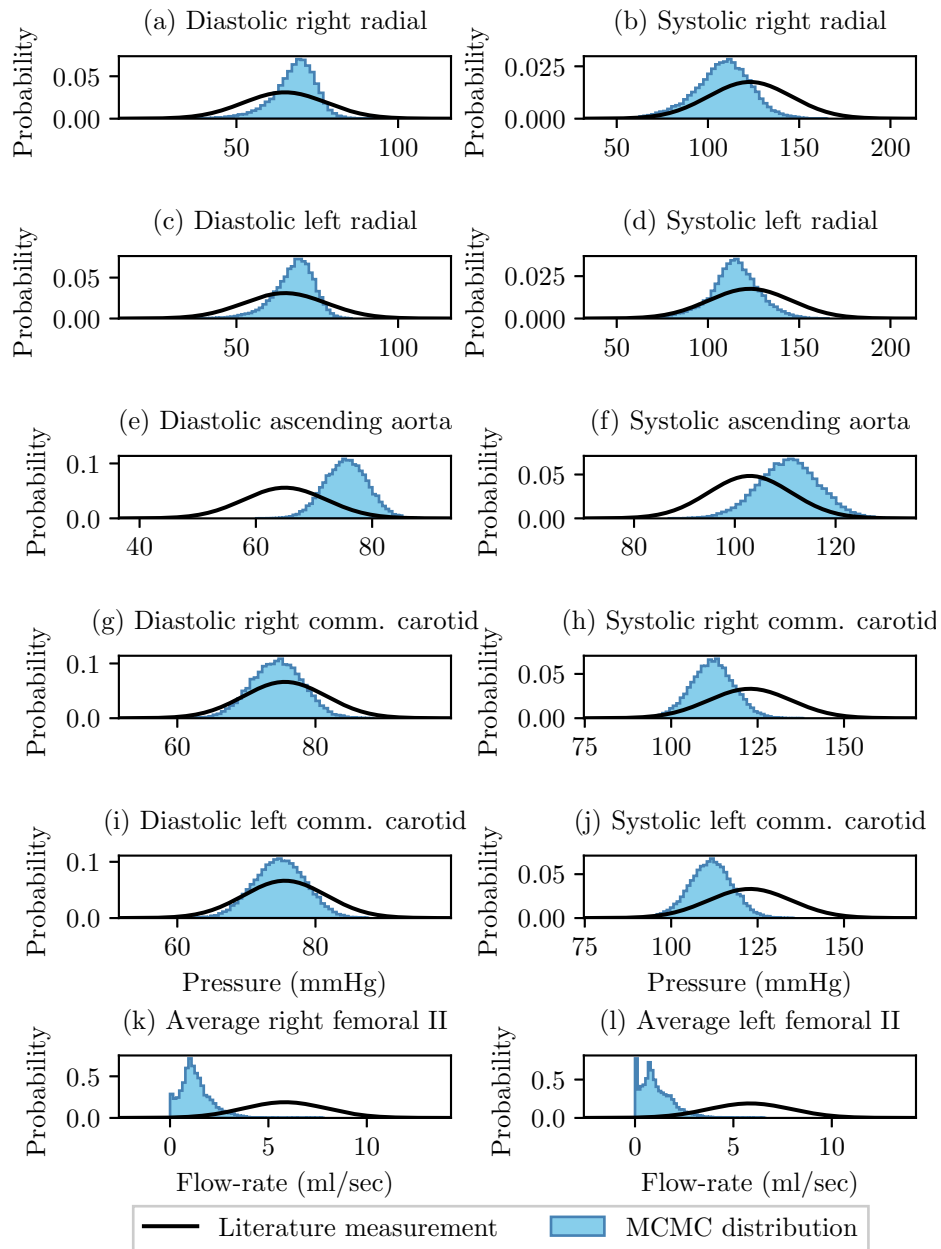 (a) Diastolic right radial
(b) Systolic right radial
Probability
0.05
0.00
50
100
Probability
0.025
0.000
50
100
150
200
(c) Diastolic left radial
(d) Systolic left radial
Probability
0.05
0.00
50
100
Probability
0.025
0.000
50
100
150
200
(e) Diastolic ascending aorta
(f) Systolic ascending aorta
Probability
0.1
0.0
40
60
80
Probability
0.05
0.00
80
100
120
(g) Diastolic right comm. carotid
(h) Systolic right comm. carotid
Probability
0.1
0.0
60
80
Probability
0.05
0.00
75
100
125
150
(i) Diastolic left comm. carotid
(j) Systolic left comm. carotid
Probability
0.1
0.0
60
80
Pressure (mmHg)
Probability
0.05
0.00
75
100
125
150
Pressure (mmHg)
(k) Average right femoral II
(l) Average left femoral II
Probability
0.5
0.0
0
5
10
Flow-rate (ml/sec)
Probability
0.5
0.0
0
5
10
Flow-rate (ml/sec)
Literature measurement
MCMC distribution